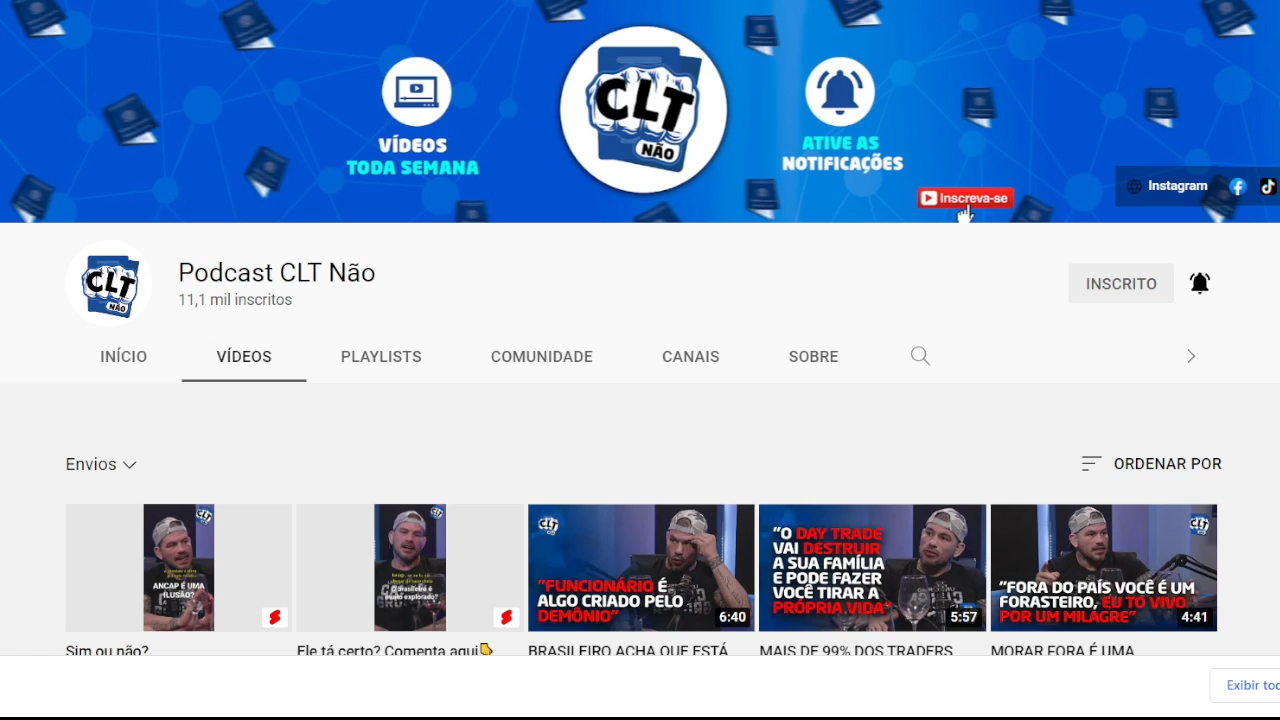 VÍDEOS
TODA SEMANA
CLT
NÃO
ATIVE AS
NOTIFICAÇÕES
Inscreva-se
Instagram
CLT
NÃO
Podcast CLT Não
11,1 mil inscritos
INSCRITO
INÍCIO
VÍDEOS
PLAYLISTS
COMUNIDADE
CANAIS
SOBRE
Envios
ORDENAR POR
ANCAP É UMA
ILUSÃO?
CLT
"FUNCIONÁRIO É
ALGO CRIADO PELO
DEMÔNIO"
6:40
"O DAY TRADE
VAI DESTRUIR
A SUA FAMÍLIA
E PODE FAZER
VOCÊ TIRAR A
PRÓPRIA VIDA"
5:57
CLT
"FORA DO PAÍS VOCÊ É UM
FORASTEIRO, EU TÔ VIVO
POR UM MILAGRE"
4:41
Sim ou não?
Ele tá certo? Comenta aqui
BRASILEIRO ACHA QUE ESTÁ
MAIS DE 99% DOS TRADERS
MORAR FORA É UMA
Exibir